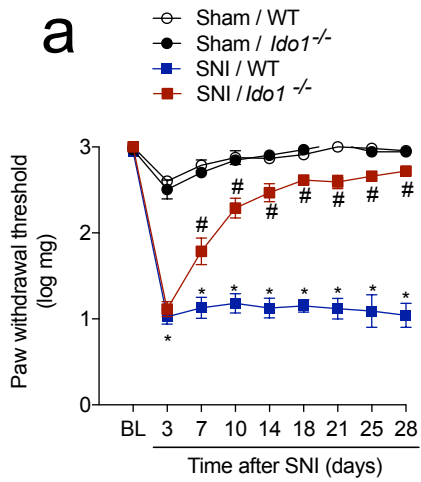 a
Sham / WT
Sham / Ido1-/-
SNI / WT
SNI / Ido1 -/-
Paw withdrawal threshold
(log mg)
3
2
1
0
# # # # # # #
* * * * * * * *
BL 3 7 10 14 18 21 25 28
Time after SNI (days)